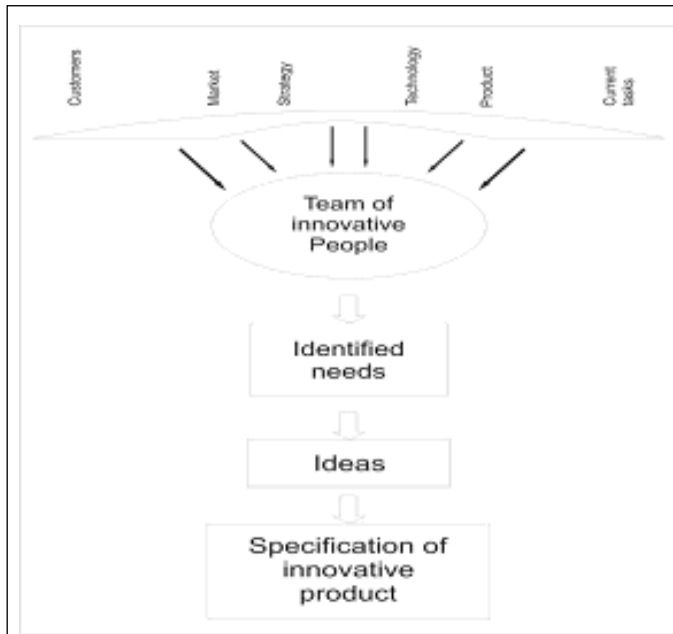 Customers
Market
Strategy
Technology
Product
Current
tasks
Team of
innovative
People
Identified
needs
Ideas
Specification of
innovative
product